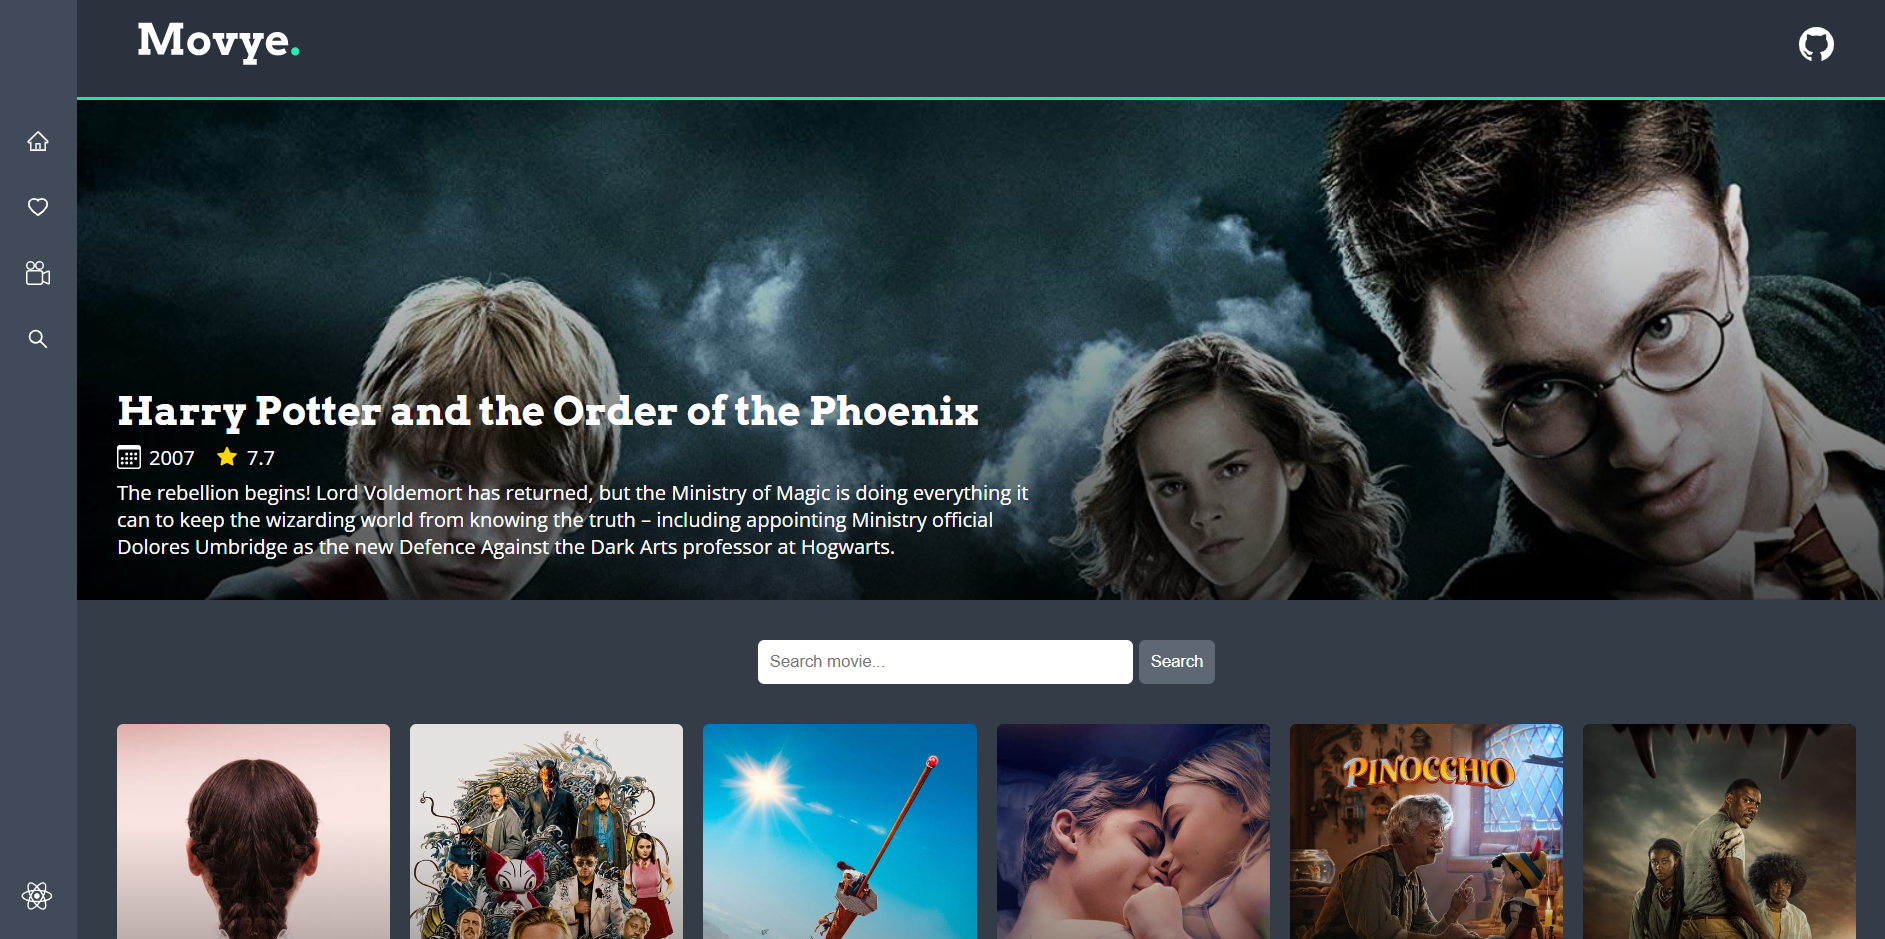 Movye.
Harry Potter and the Order of the Phoenix
2007 7.7
The rebellion begins! Lord Voldemort has returned, but the Ministry of Magic is doing everything it
can to keep the wizarding world from knowing the truth – including appointing Ministry official
Dolores Umbridge as the new Defence Against the Dark Arts professor at Hogwarts.
Search movie...
Search
PINOCCHIO